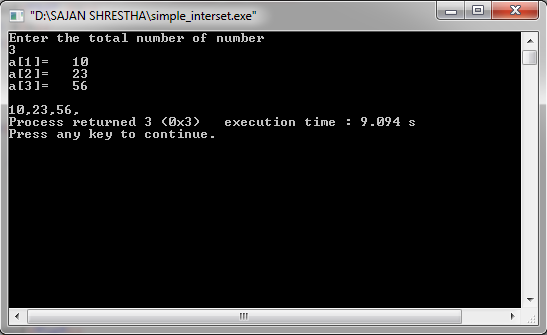 "D:\SAJAN SHRESTHA\simple_interset.exe"
Enter the total number of number
3
a[1]=   10
a[2]=   23
a[3]=   56
10,23,56,
Process returned 3 (0x3)   execution time : 9.094 s
Press any key to continue.